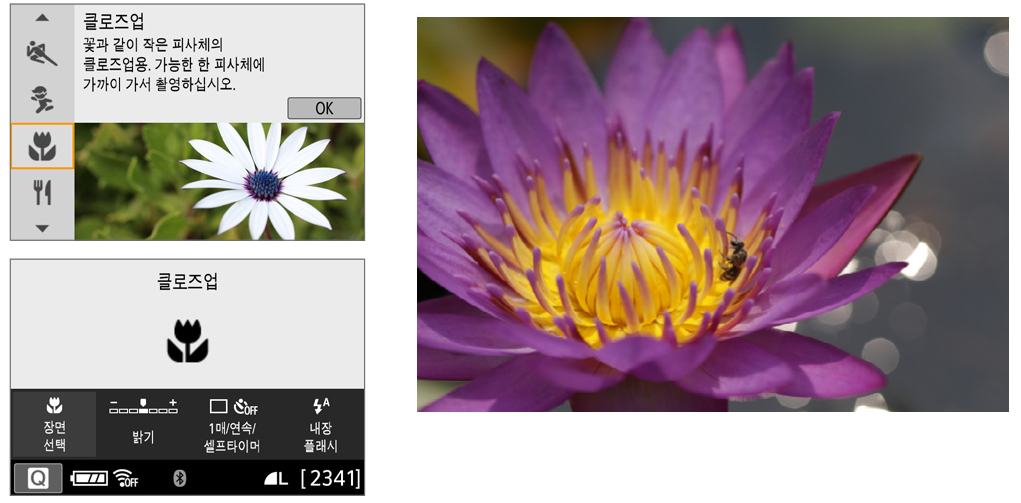 클로즈업
꽃과 같이 작은 피사체의
클로즈업용. 가능한 한 피사체에
가까이 가서 촬영하십시오.
OK
클로즈업
- +
OFF
A
장면
선택
밝기
1매/연속/
셀프타이머
내장
플래시
Q
OFF
L
[2341]